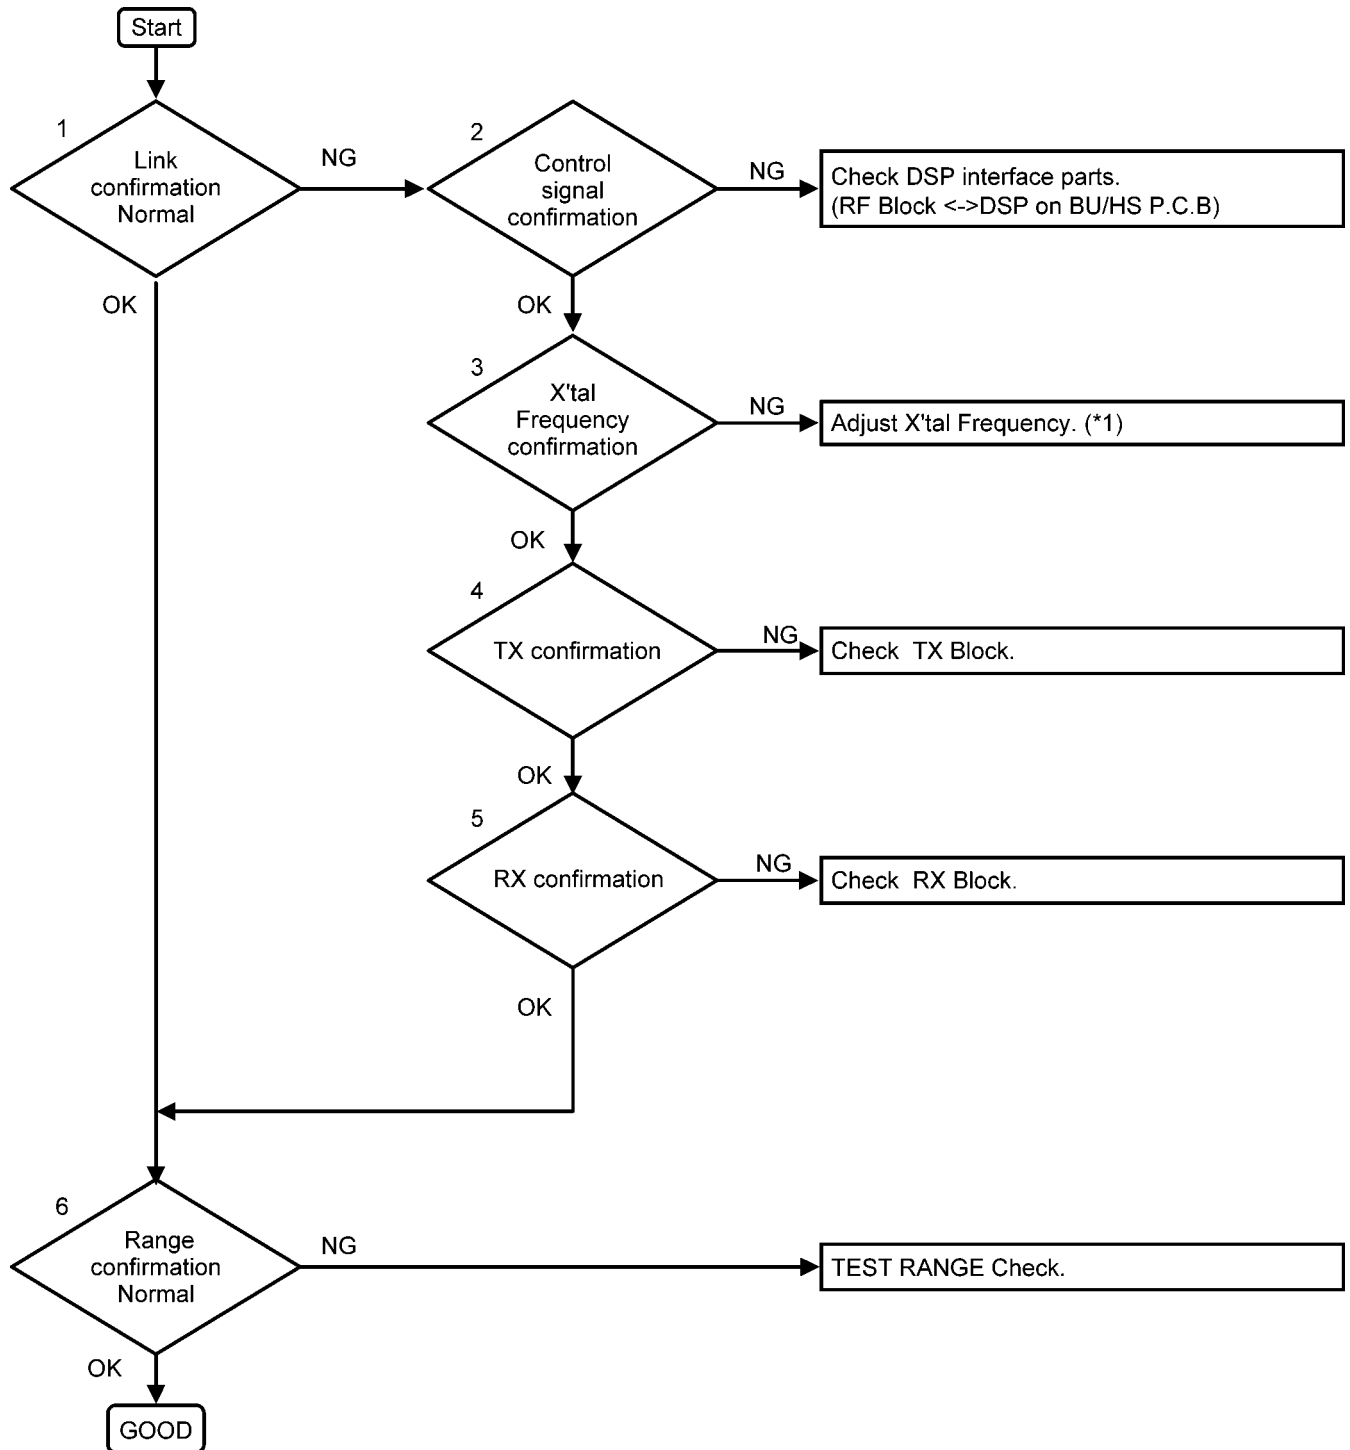 Start
1
Link
confirmation
Normal
NG
OK
2
Control
signal
confirmation
NG
Check DSP interface parts.
(RF Block <->DSP on BU/HS P.C.B)
OK
3
X'tal
Frequency
confirmation
NG
Adjust X'tal Frequency. (*1)
OK
4
TX confirmation
NG
Check  TX Block.
OK
5
RX confirmation
NG
Check  RX Block.
OK
6
Range
confirmation
Normal
NG
TEST RANGE Check.
OK
GOOD